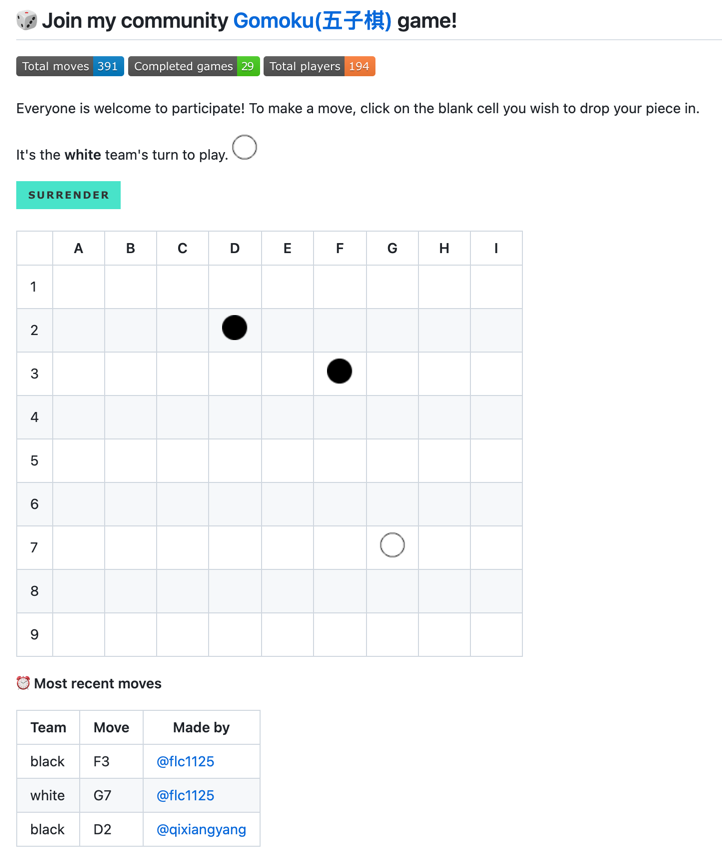 Join my community Gomoku(五子棋) game!
Total moves 391 Completed games 29 Total players 194
Everyone is welcome to participate! To make a move, click on the blank cell you wish to drop your piece in.
It's the white team's turn to play.
SURRENDER
A B C D E F G H I
1
2
3
4
5
6
7
8
9
Most recent moves
Team Move Made by
black F3 @flc1125
white G7 @flc1125
black D2 @qixiangyang